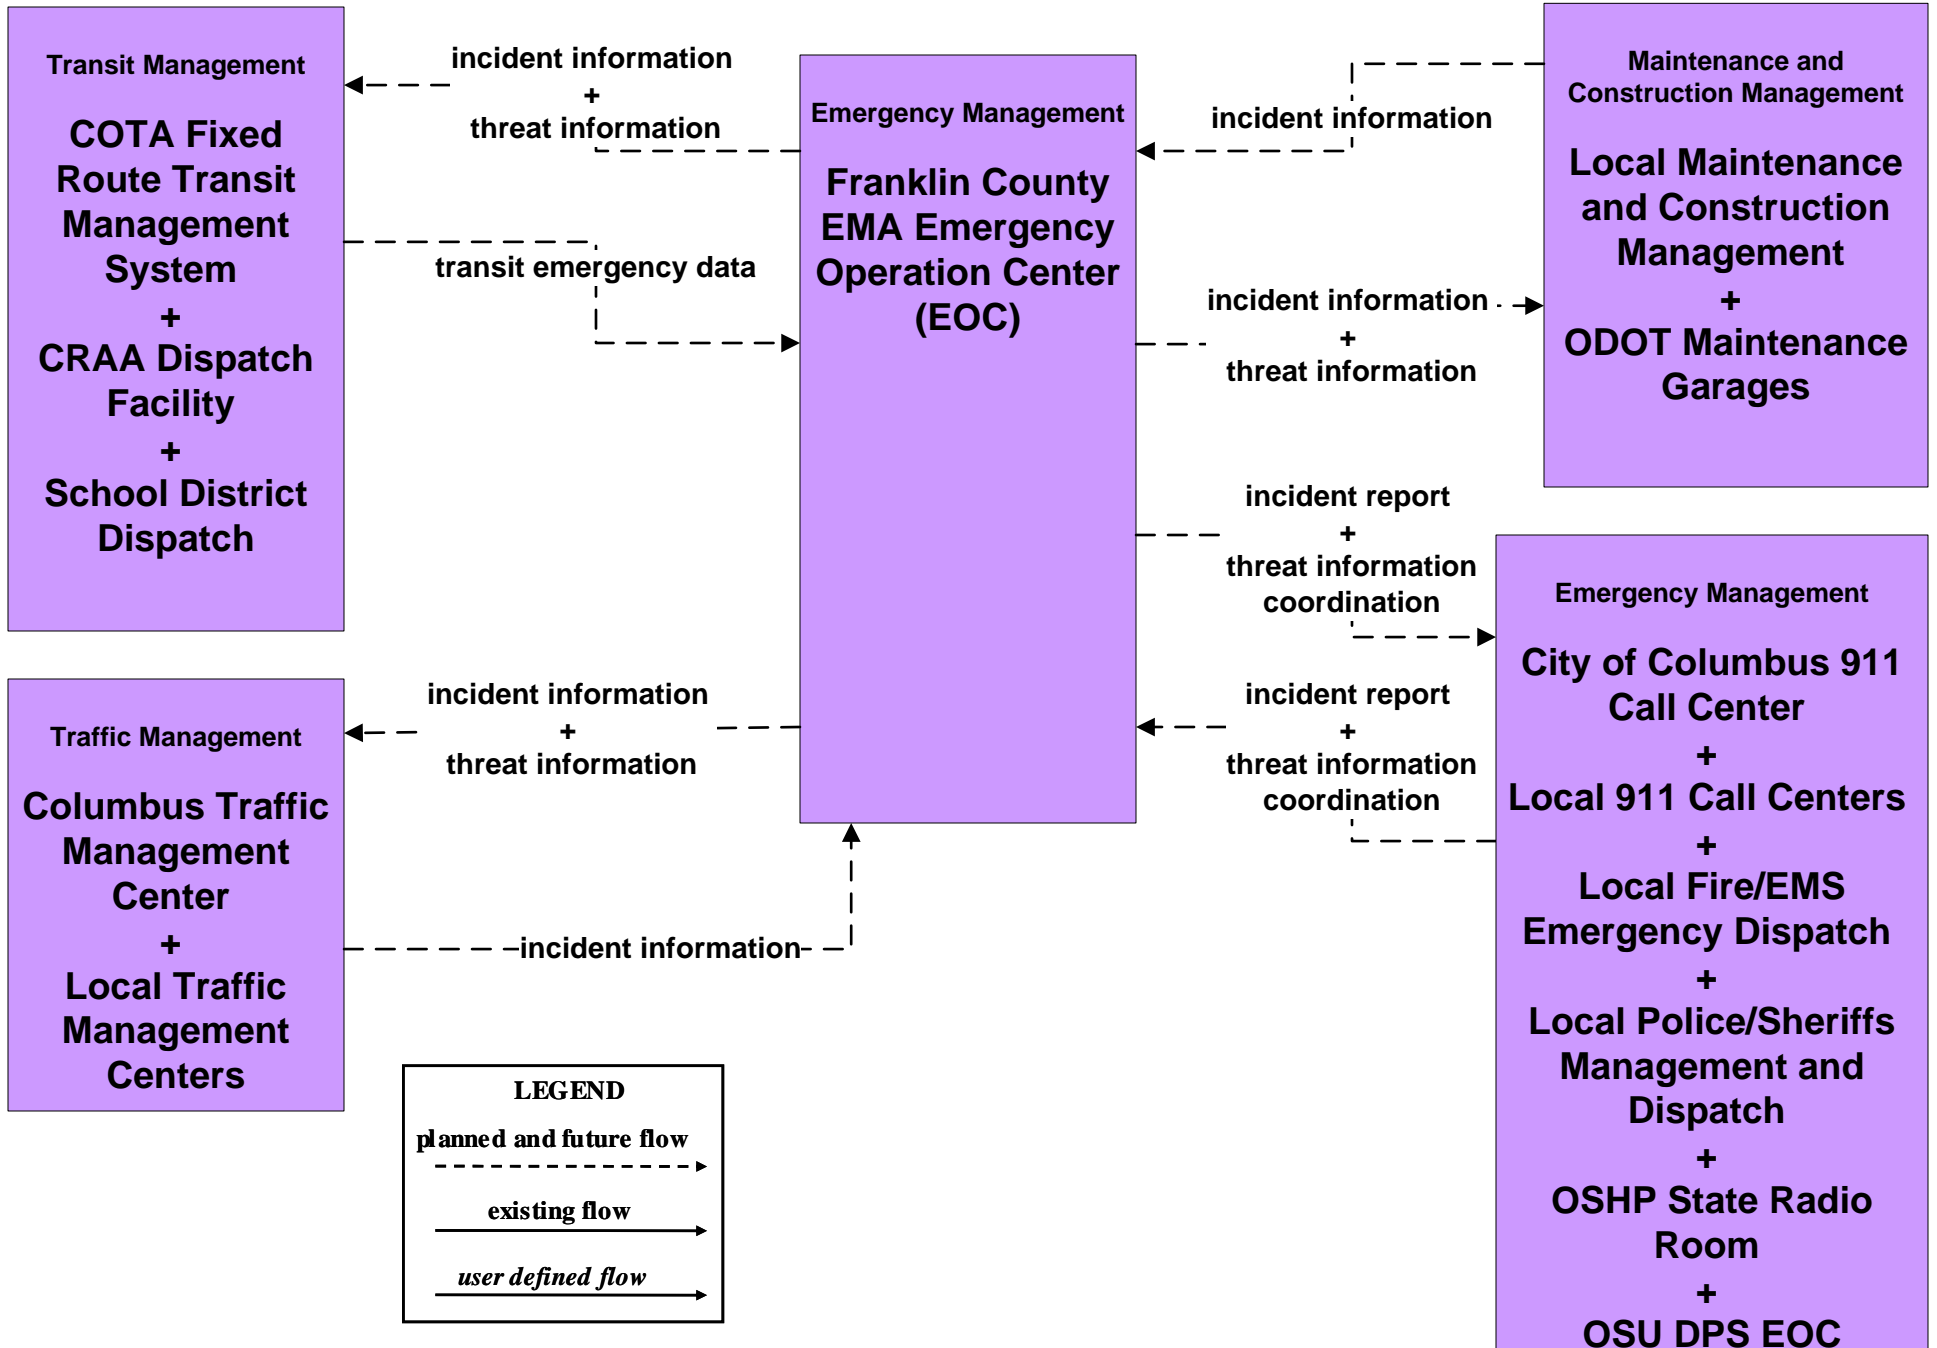 Transit Management
COTA Fixed
Route Transit
Management
System
+
CRAA Dispatch
Facility
+
School District
Dispatch
incident information
+
threat information
transit emergency data
Emergency Management
Franklin County
EMA Emergency
Operation Center
(EOC)
incident information
Maintenance and
Construction Management
Local Maintenance
and Construction
Management
+
ODOT Maintenance
Garages
incident information
+
threat information
incident report
+
threat information
coordination
incident report
+
threat information
coordination
Emergency Management
City of Columbus 911
Call Center
+
Local 911 Call Centers
+
Local Fire/EMS
Emergency Dispatch
+
Local Police/Sheriffs
Management and
Dispatch
+
OSHP State Radio
Room
+
OSU DPS EOC
Traffic Management
Columbus Traffic
Management
Center
+
Local Traffic
Management
Centers
incident information
+
threat information
incident information
LEGEND
planned and future flow
existing flow
user defined flow